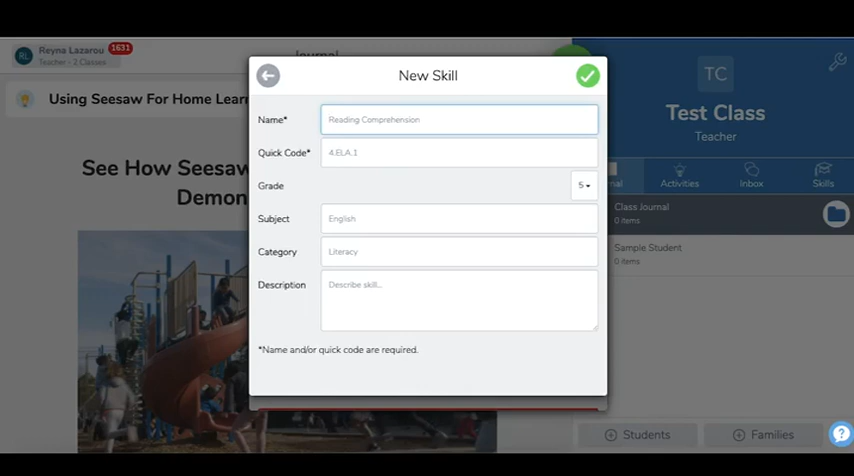 Reyna Lazarou
1631
Teacher - 2 Classes
RL
Journal
Using Seesaw For Home Lear
See How Seesaw
Demon
New Skill
Name*
Reading Comprehension
Quick Code*
4.ELA.1
Grade
5
Subject
English
Category
Literacy
Description
Describe skill...
*Name and/or quick code are required.
TC
Test Class
Teacher
nal
Activities
Inbox
Skills
Class Journal
0 items
Sample Student
0 items
Students
Families
?